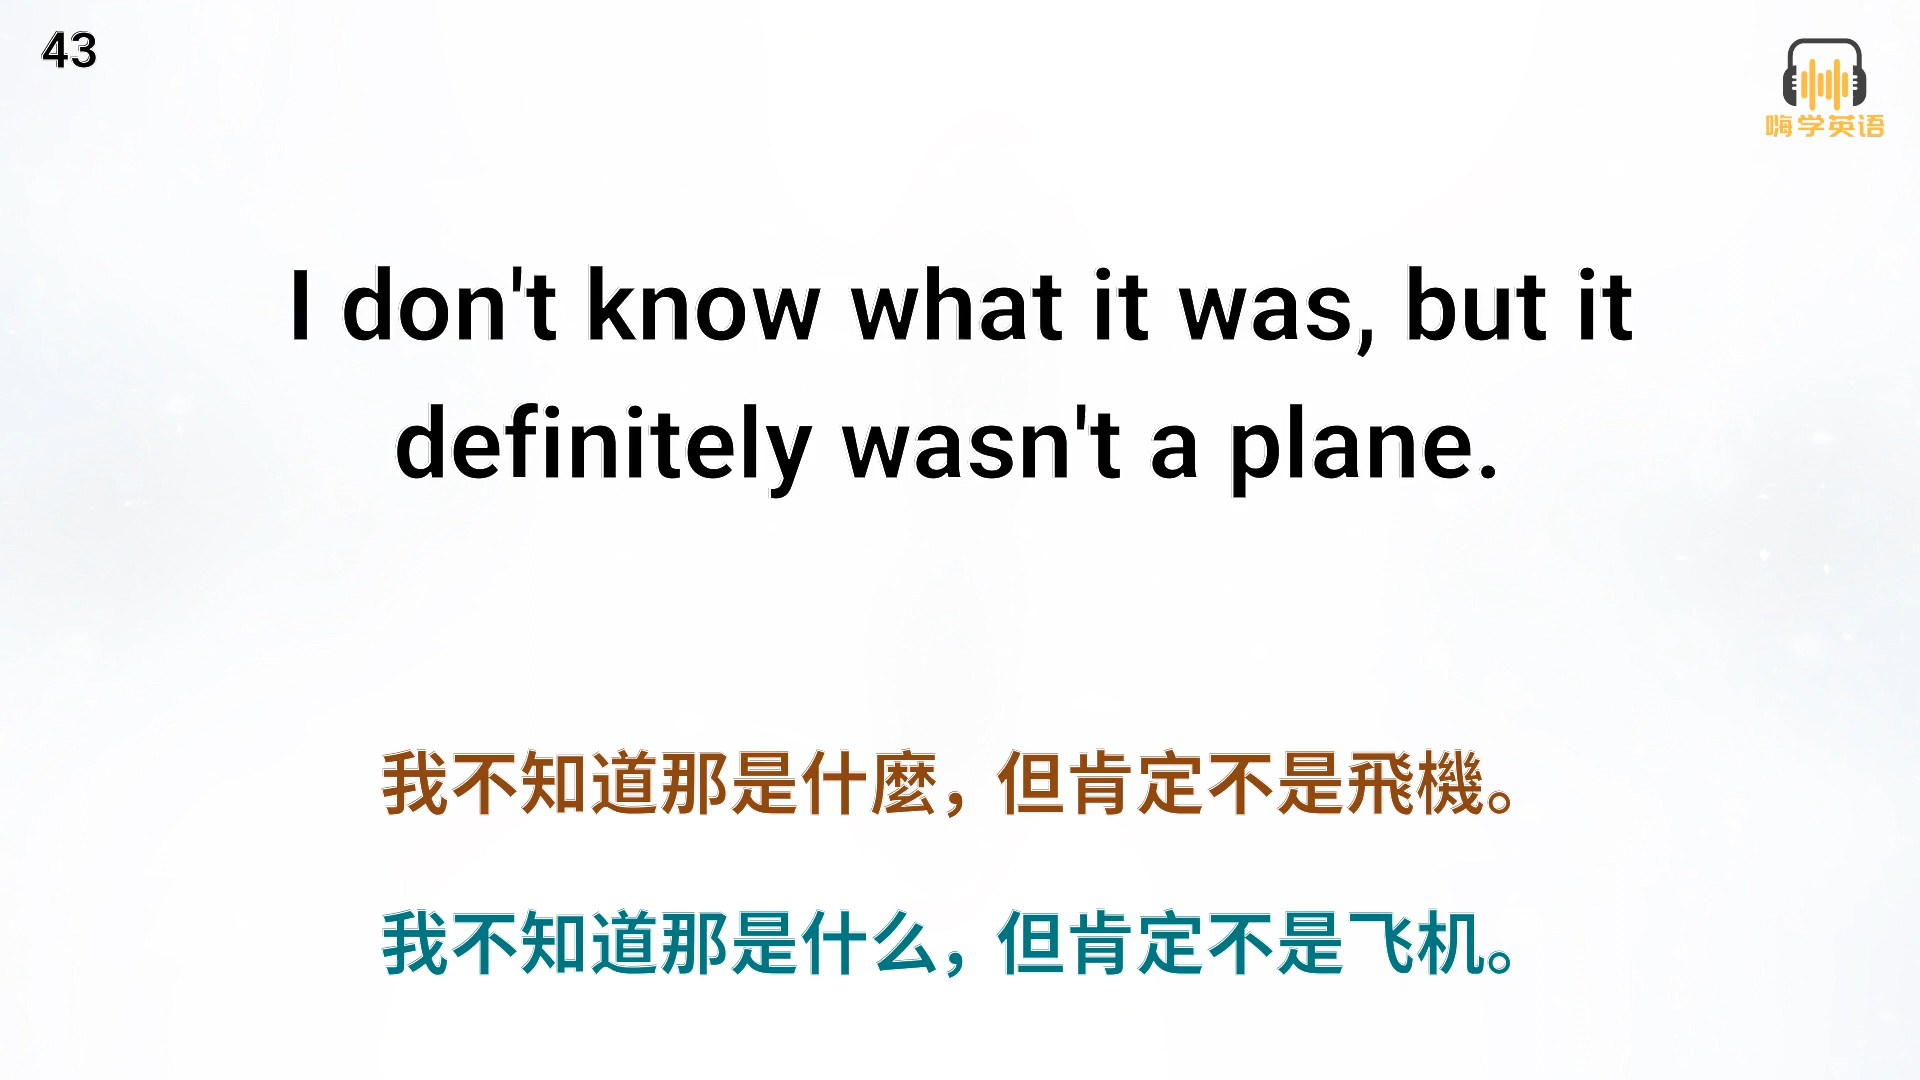 43
嗨学英语
I don't know what it was, but it
definitely wasn't a plane.
我不知道那是什麼，但肯定不是飛機。
我不知道那是什么，但肯定不是飞机。